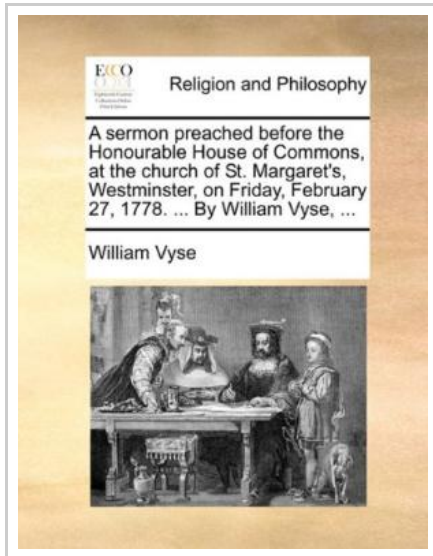 ECCO
Religion and Philosophy
A sermon preached before the
Honourable House of Commons,
at the church of St. Margaret's,
Westminster, on Friday, February
27, 1778. ... By William Vyse, ...
William Vyse